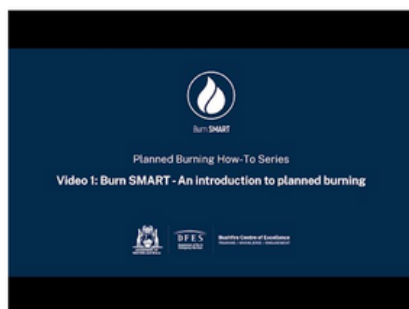 Burn SMART
Planned Burning How-To Series
Video 1: Burn SMART - An introduction to planned burning
DFES
Bushfire Centre of Excellence